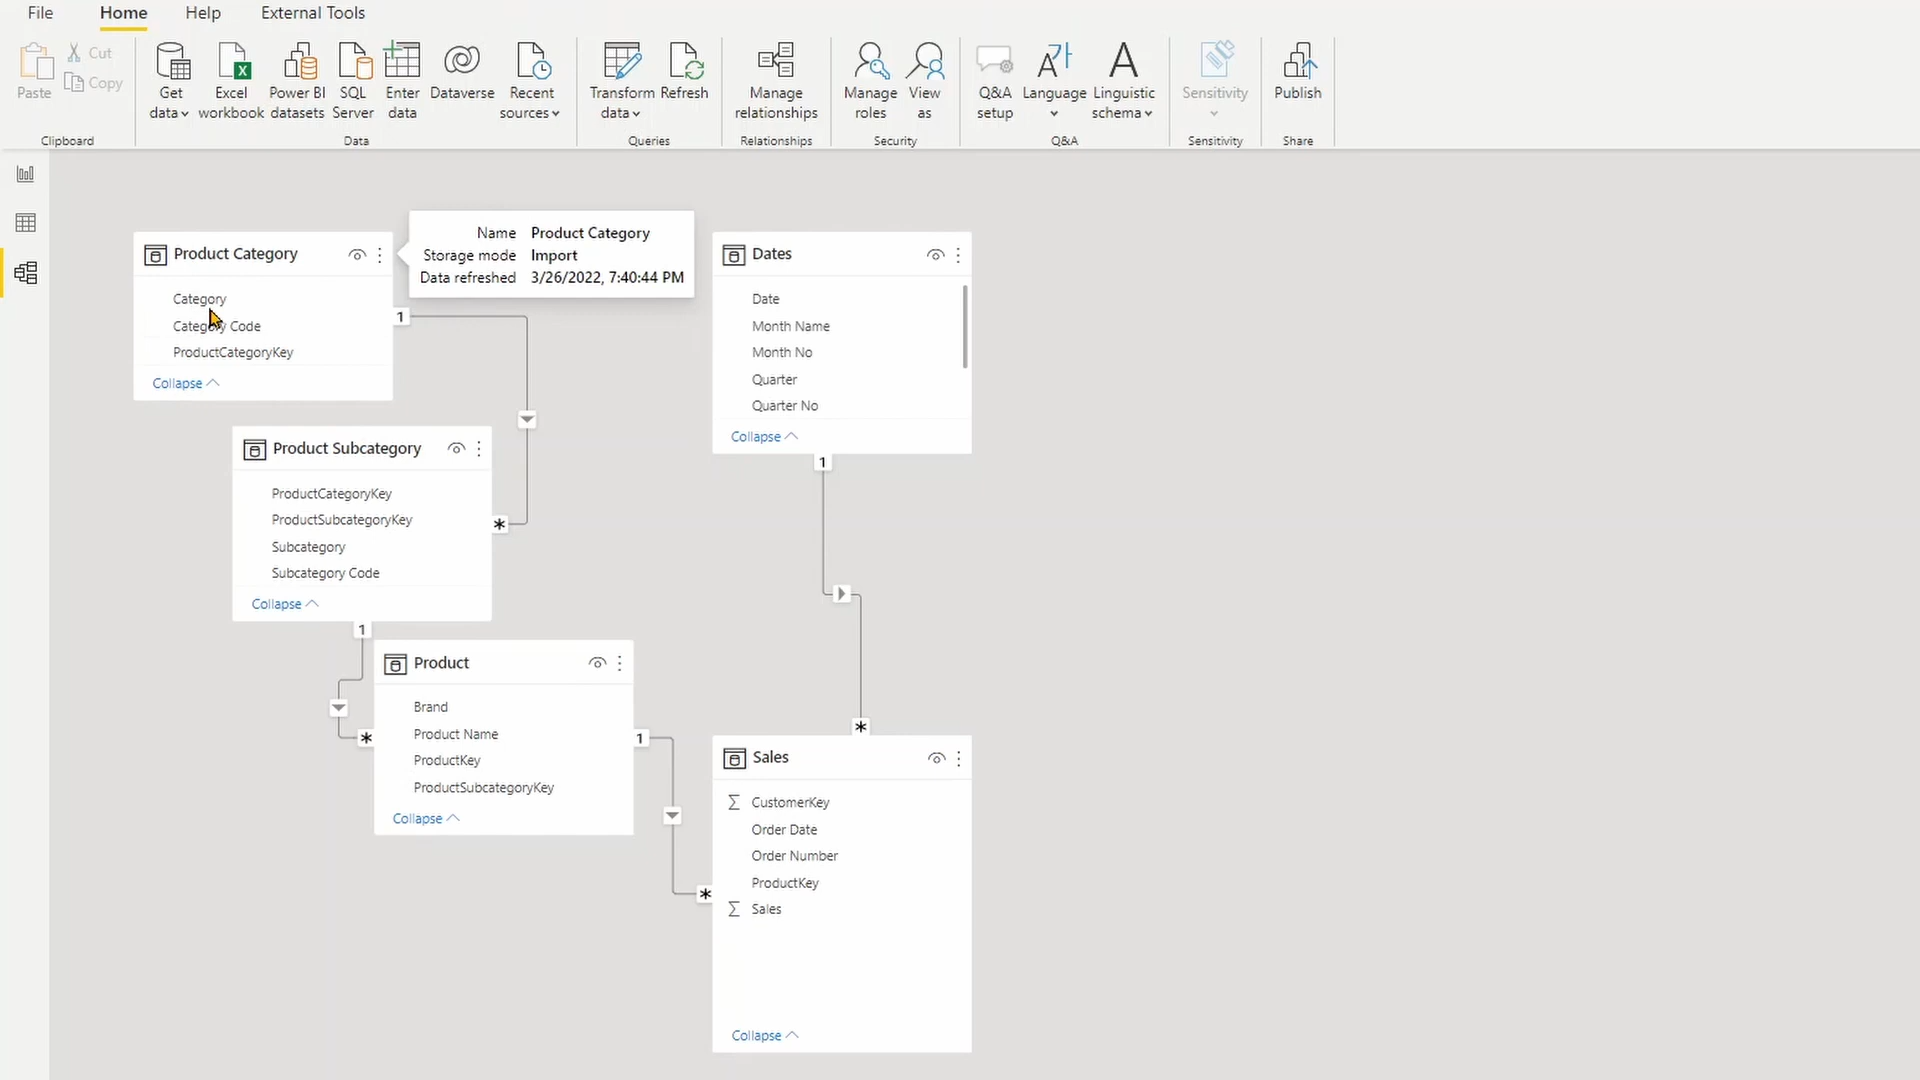 File Home Help External Tools
Paste
Cut
Copy
Get data
Excel workbook
Power BI datasets
SQL Server
Enter data
Dataverse
Recent sources
Transform data
Refresh
Manage relationships
Manage roles
View as
Q&A setup
Language
Linguistic schema
Sensitivity
Publish
Clipboard Data Queries Relationships Security Q&A Sensitivity Share
Product Category
Category
Category Code
ProductCategoryKey
Collapse
Name Product Category
Storage mode Import
Data refreshed 3/26/2022, 7:40:44 PM
1
*
Product Subcategory
ProductCategoryKey
ProductSubcategoryKey
Subcategory
Subcategory Code
Collapse
1
*
Product
Brand
Product Name
ProductKey
ProductSubcategoryKey
Collapse
1
*
Dates
Date
Month Name
Month No
Quarter
Quarter No
Collapse
1
*
Sales
Σ CustomerKey
Order Date
Order Number
ProductKey
Σ Sales
Collapse